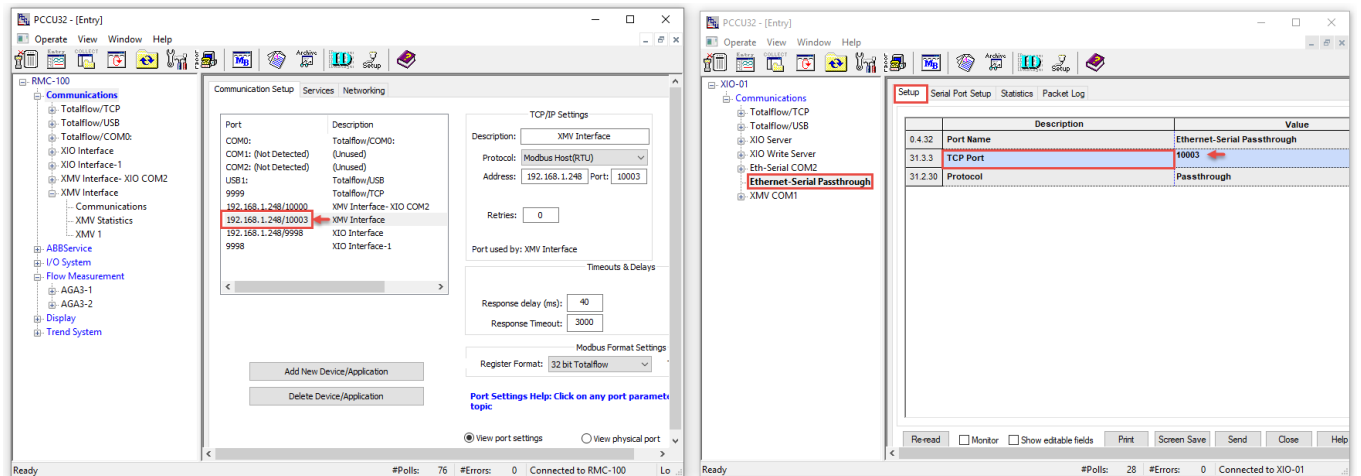 PCCU32 - [Entry]
Operate View Window Help
Entry COLLECT Archive
MB ID Setup
RMC-100
Communications
Totalflow/TCP
Totalflow/USB
Totalflow/COM0:
XIO Interface
XIO Interface-1
XMV Interface- XIO COM2
XMV Interface
Communications
XMV Statistics
XMV 1
ABBService
I/O System
Flow Measurement
AGA3-1
AGA3-2
Display
Trend System
Communication Setup Services Networking
Port Description
COM0: Totalflow/COM0:
COM1: (Not Detected) (Unused)
COM2: (Not Detected) (Unused)
USB1: Totalflow/USB
9999 Totalflow/TCP
192.168.1.248/10000 XMV Interface- XIO COM2
192.168.1.248/10003 XMV Interface
192.168.1.248/9998 XIO Interface
9998 XIO Interface-1
Add New Device/Application
Delete Device/Application
TCP/IP Settings
Description: XMV Interface
Protocol: Modbus Host(RTU)
Address: 192.168.1.248 Port: 10003
Retries: 0
Port used by: XMV Interface
Timeouts & Delays
Response delay (ms): 40
Response Timeout: 3000
Modbus Format Settings
Register Format: 32 bit Totalflow
Port Settings Help: Click on any port paramete
topic
View port settings View physical port
Ready #Polls: 76 #Errors: 0 Connected to RMC-100 Lo
PCCU32 - [Entry]
Operate View Window Help
Entry COLLECT Archive
MB ID Setup
XIO-01
Communications
Totalflow/TCP
Totalflow/USB
XIO Server
XIO Write Server
Eth-Serial COM2
Ethernet-Serial Passthrough
XMV COM1
Setup Serial Port Setup Statistics Packet Log
Description Value
0.4.32 Port Name Ethernet-Serial Passthrough
31.3.3 TCP Port 10003
31.2.30 Protocol Passthrough
Re-read Monitor Show editable fields Print Screen Save Send Close Help
Ready #Polls: 28 #Errors: 0 Connected to XIO-01